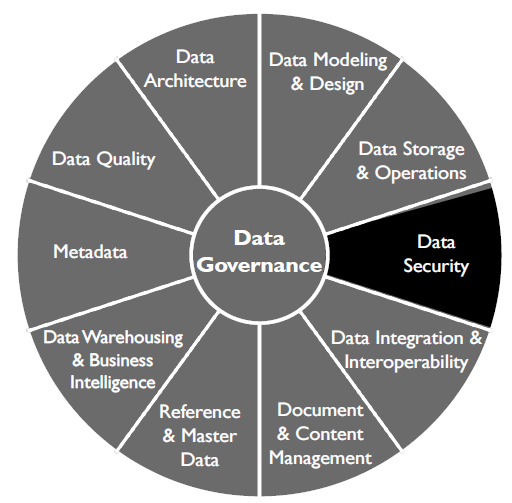 Data
Architecture
Data Modeling
& Design
Data Storage
& Operations
Data
Security
Data Integration &
Interoperability
Document
& Content
Management
Reference
& Master
Data
Data Warehousing
& Business
Intelligence
Metadata
Data Quality
Data
Governance